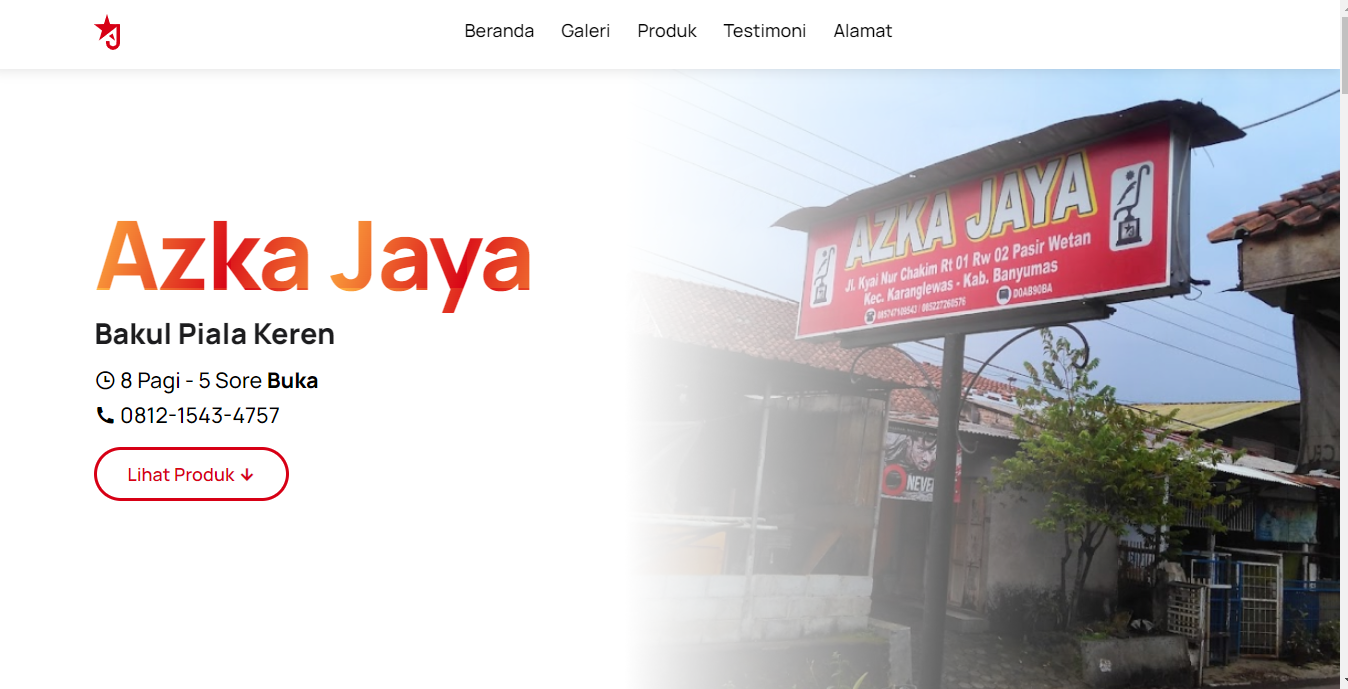 Beranda Galeri Produk Testimoni Alamat
Azka Jaya
Bakul Piala Keren
8 Pagi - 5 Sore Buka
0812-1543-4757
Lihat Produk ↓
AZKA JAYA
Jl. Kyai Nur Chakim Rt 01 Rw 02 Pasir Wetan
Kec. Karanglewas - Kab. Banyumas
085747109543 / 085227260576 D0AB90BA
NEVE